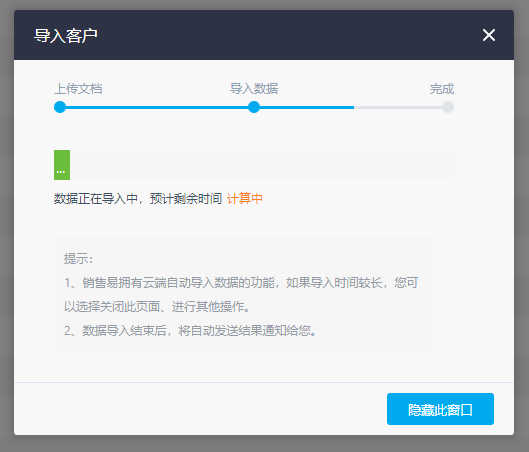 导入客户
上传文档 导入数据 完成
...
数据正在导入中，预计剩余时间 计算中
提示：
1、销售易拥有云端自动导入数据的功能，如果导入时间较长，您可
以选择关闭此页面、进行其他操作。
2、数据导入结束后，将自动发送结果通知给您。
隐藏此窗口